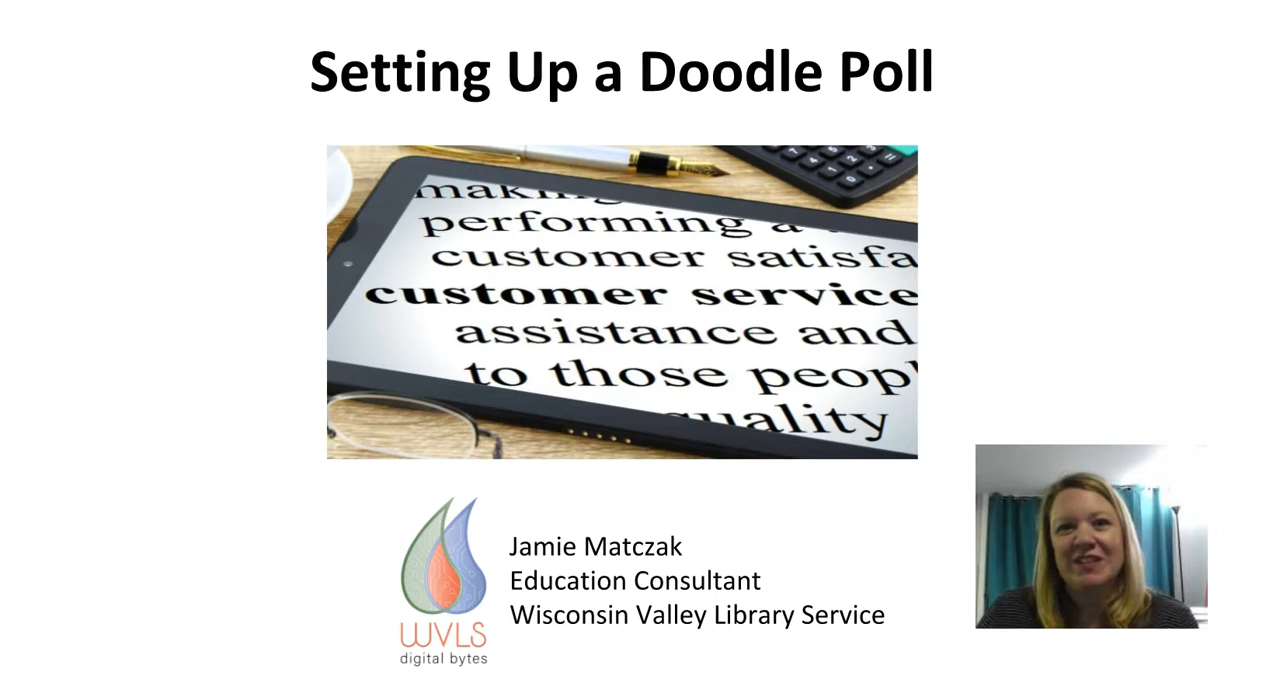 Setting Up a Doodle Poll
performing a
customer satisfa
customer service
assistance and
to those peop
quality
Jamie Matczak
Education Consultant
Wisconsin Valley Library Service
WVLS
digital bytes